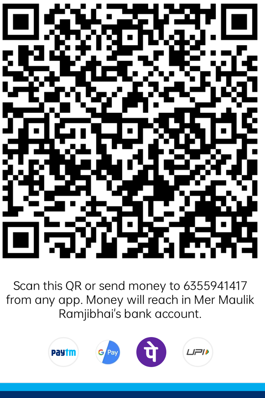 Scan this QR or send money to 6355941417
from any app. Money will reach in Mer Maulik
Ramjibhai's bank account.
paytm G Pay पे UPI